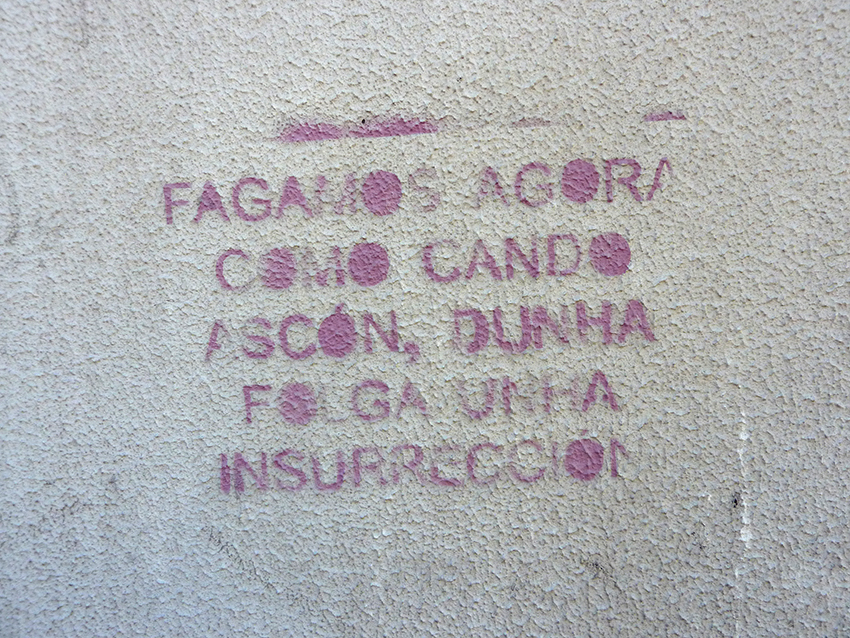 FAGAMOS AGORA
COMO CANDO
ASCÓN, DUNHA
FOLGA UNHA
INSURRECCIÓN